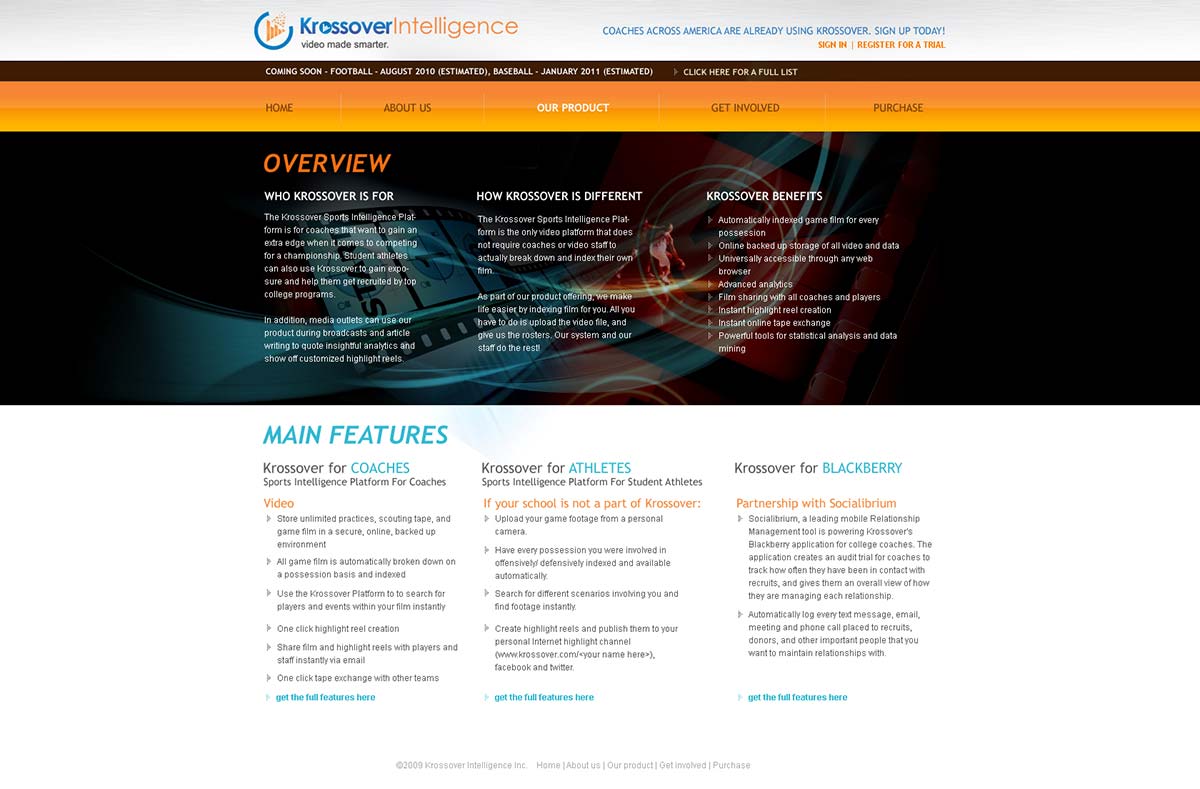 KrossoverIntelligence
video made smarter.
COACHES ACROSS AMERICA ARE ALREADY USING KROSSOVER. SIGN UP TODAY!
SIGN IN | REGISTER FOR A TRIAL
COMING SOON - FOOTBALL - AUGUST 2010 (ESTIMATED), BASEBALL - JANUARY 2011 (ESTIMATED)
CLICK HERE FOR A FULL LIST
HOME
ABOUT US
OUR PRODUCT
GET INVOLVED
PURCHASE
OVERVIEW
WHO KROSSOVER IS FOR
The Krossover Sports Intelligence Plat-
form is for coaches that want to gain an
extra edge when it comes to competing
for a championship. Student athletes
can also use Krossover to gain expo-
sure and help them get recruited by top
college programs.
In addition, media outlets can use our
product during broadcasts and article
writing to quote insightful analytics and
show off customized highlight reels.
HOW KROSSOVER IS DIFFERENT
The Krossover Sports Intelligence Plat-
form is the only video platform that does
not require coaches or video staff to
actually break down and index their own
film.
As part of our product offering, we make
life easier by indexing film for you. All you
have to do is upload the video file, and
give us the rosters. Our system and our
staff do the rest!
KROSSOVER BENEFITS
Automatically indexed game film for every
possession
Online backed up storage of all video and data
Universally accessible through any web
browser
Advanced analytics
Film sharing with all coaches and players
Instant highlight reel creation
Instant online tape exchange
Powerful tools for statistical analysis and data
mining
MAIN FEATURES
Krossover for COACHES
Sports Intelligence Platform For Coaches
Video
Store unlimited practices, scouting tape, and
game film in a secure, online, backed up
environment
All game film is automatically broken down on
a possession basis and indexed
Use the Krossover Platform to to search for
players and events within your film instantly
One click highlight reel creation
Share film and highlight reels with players and
staff instantly via email
One click tape exchange with other teams
get the full features here
Krossover for ATHLETES
Sports Intelligence Platform For Student Athletes
If your school is not a part of Krossover:
Upload your game footage from a personal
camera.
Have every possession you were involved in
offensively/ defensively indexed and available
automatically.
Search for different scenarios involving you and
find footage instantly.
Create highlight reels and publish them to your
personal Internet highlight channel
(www.krossover.com/<your name here>),
facebook and twitter.
get the full features here
Krossover for BLACKBERRY
Partnership with Socialibrium
Socialibrium, a leading mobile Relationship
Management tool is powering Krossover's
Blackberry application for college coaches. The
application creates an audit trial for coaches to
track how often they have been in contact with
recruits, and gives them an overall view of how
they are managing each relationship.
Automatically log every text message, email,
meeting and phone call placed to recruits,
donors, and other important people that you
want to maintain relationships with.
get the full features here
©2009 Krossover Intelligence Inc. Home | About us | Our product | Get involved | Purchase